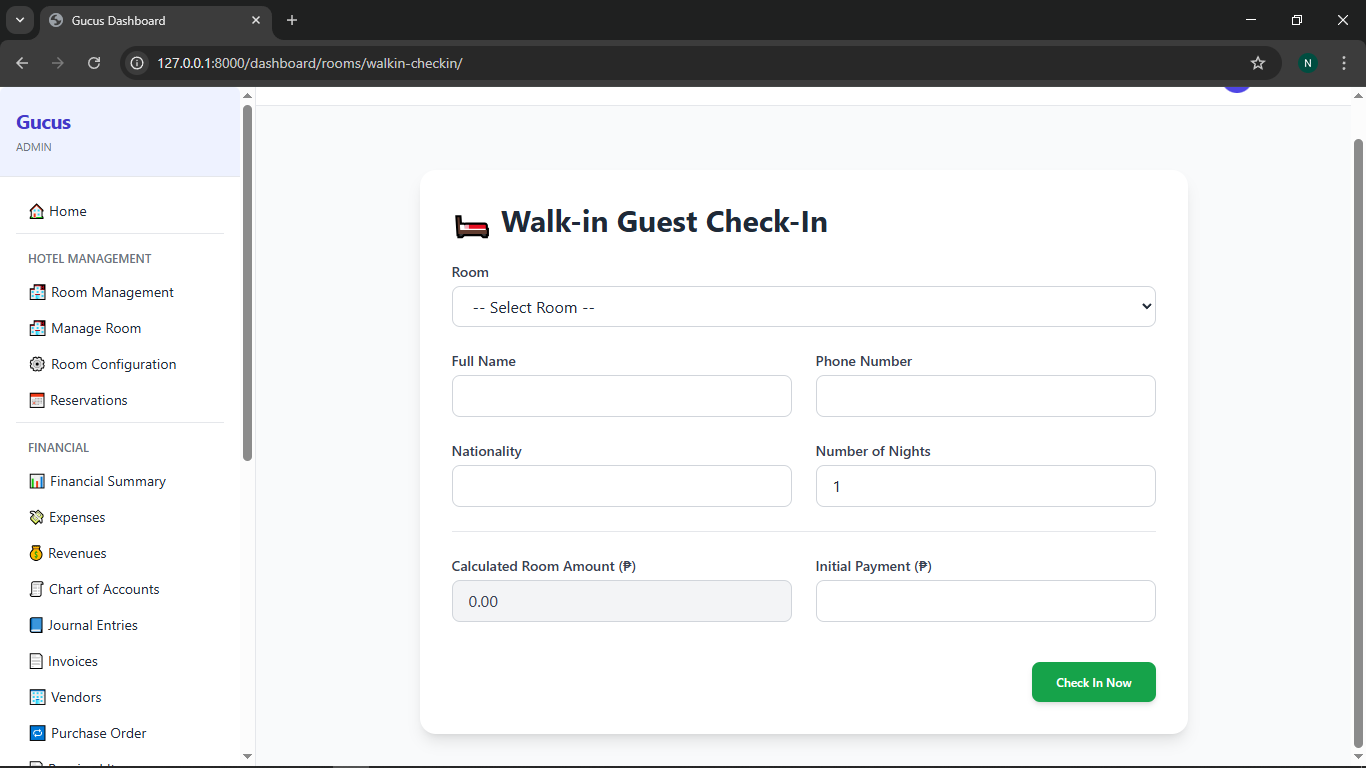 Gucus Dashboard
127.0.0.1:8000/dashboard/rooms/walkin-checkin/
N
Gucus
ADMIN
Home
HOTEL MANAGEMENT
Room Management
Manage Room
Room Configuration
Reservations
FINANCIAL
Financial Summary
Expenses
Revenues
Chart of Accounts
Journal Entries
Invoices
Vendors
Purchase Order
Walk-in Guest Check-In
Room
-- Select Room --
Full Name
Phone Number
Nationality
Number of Nights
1
Calculated Room Amount (₱)
Initial Payment (₱)
0.00
Check In Now